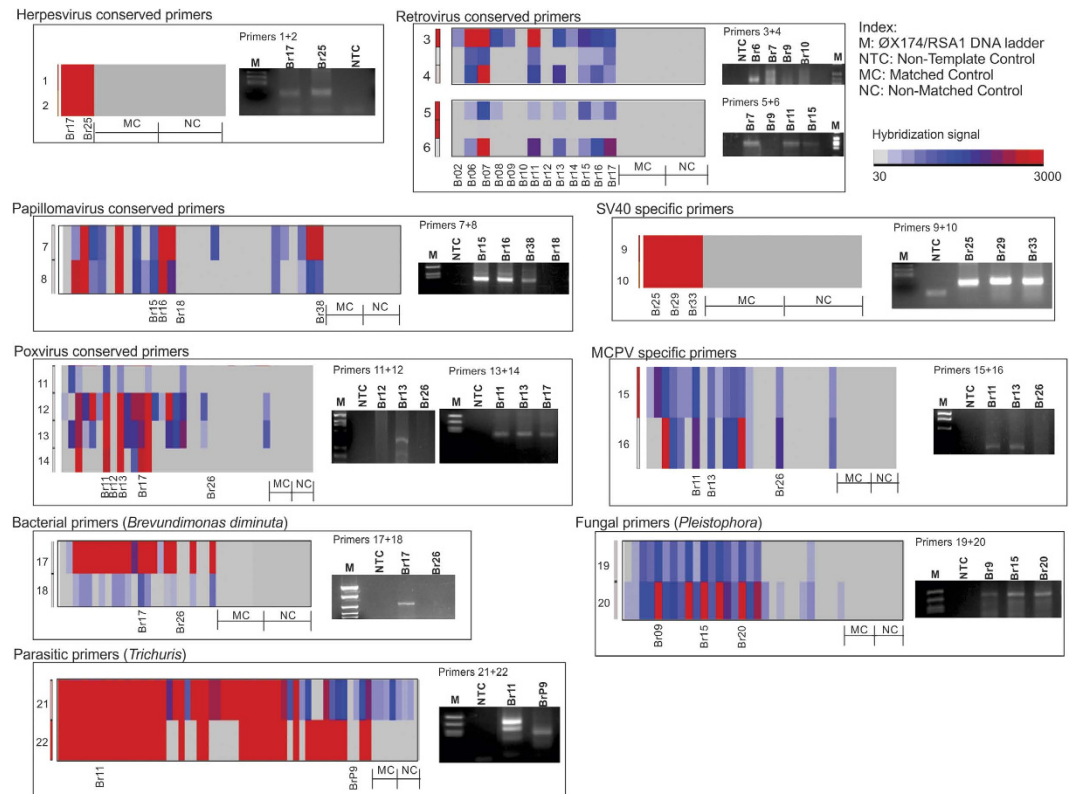 Herpesvirus conserved primers
Primers 1+2
M
Br17
Br25
NTC
1
2
Br17
Br25
MC
NC
Retrovirus conserved primers
3
4
5
6
Br02
Br06
Br07
Br08
Br09
Br10
Br11
Br12
Br13
Br14
Br15
Br16
Br17
MC
NC
Primers 3+4
NTC
Br6
Br7
Br9
Br10
M
Primers 5+6
Br7
Br9
Br11
Br15
M
Index:
M: ØX174/RSA1 DNA ladder
NTC: Non-Template Control
MC: Matched Control
NC: Non-Matched Control
Hybridization signal
30
3000
Papillomavirus conserved primers
7
8
Br15
Br16
Br18
Br38
MC
NC
Primers 7+8
M
NTC
Br15
Br16
Br38
Br18
SV40 specific primers
9
10
Br25
Br29
Br33
MC
NC
Primers 9+10
M
NTC
Br25
Br29
Br33
Poxvirus conserved primers
11
12
13
14
Br11
Br12
Br13
Br17
Br26
MC
NC
Primers 11+12
M
NTC
Br12
Br13
Br26
Primers 13+14
M
NTC
Br11
Br13
Br17
MCPV specific primers
15
16
Br11
Br13
Br26
MC
NC
Primers 15+16
M
NTC
Br11
Br13
Br26
Bacterial primers (Brevundimonas diminuta)
17
18
Br17
Br26
MC
NC
Primers 17+18
M
NTC
Br17
Br26
Fungal primers (Pleistophora)
19
20
Br09
Br15
Br20
MC
NC
Primers 19+20
M
NTC
Br9
Br15
Br20
Parasitic primers (Trichuris)
21
22
Br11
BrP9
MC
NC
Primers 21+22
M
NTC
Br11
BrP9